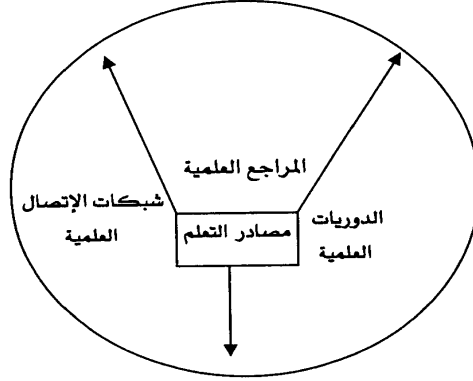 المراجع العلمية
الدوريات
العلمية
مصادر التعلم
شبكات الإتصال
العلمية